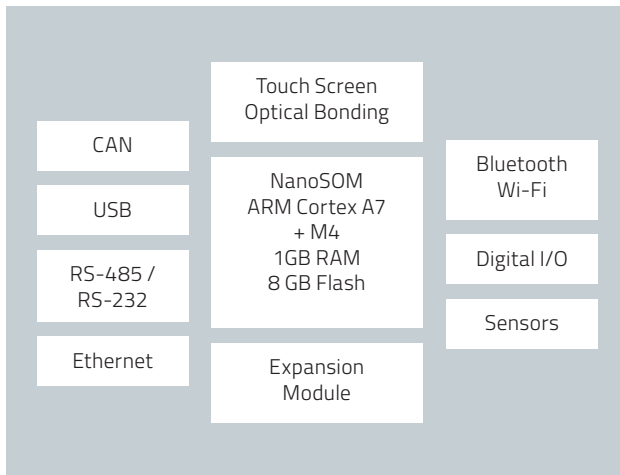 Touch Screen
Optical Bonding
CAN
USB
RS-485 /
RS-232
Ethernet
NanoSOM
ARM Cortex A7
+ M4
1GB RAM
8 GB Flash
Expansion
Module
Bluetooth
Wi-Fi
Digital I/O
Sensors